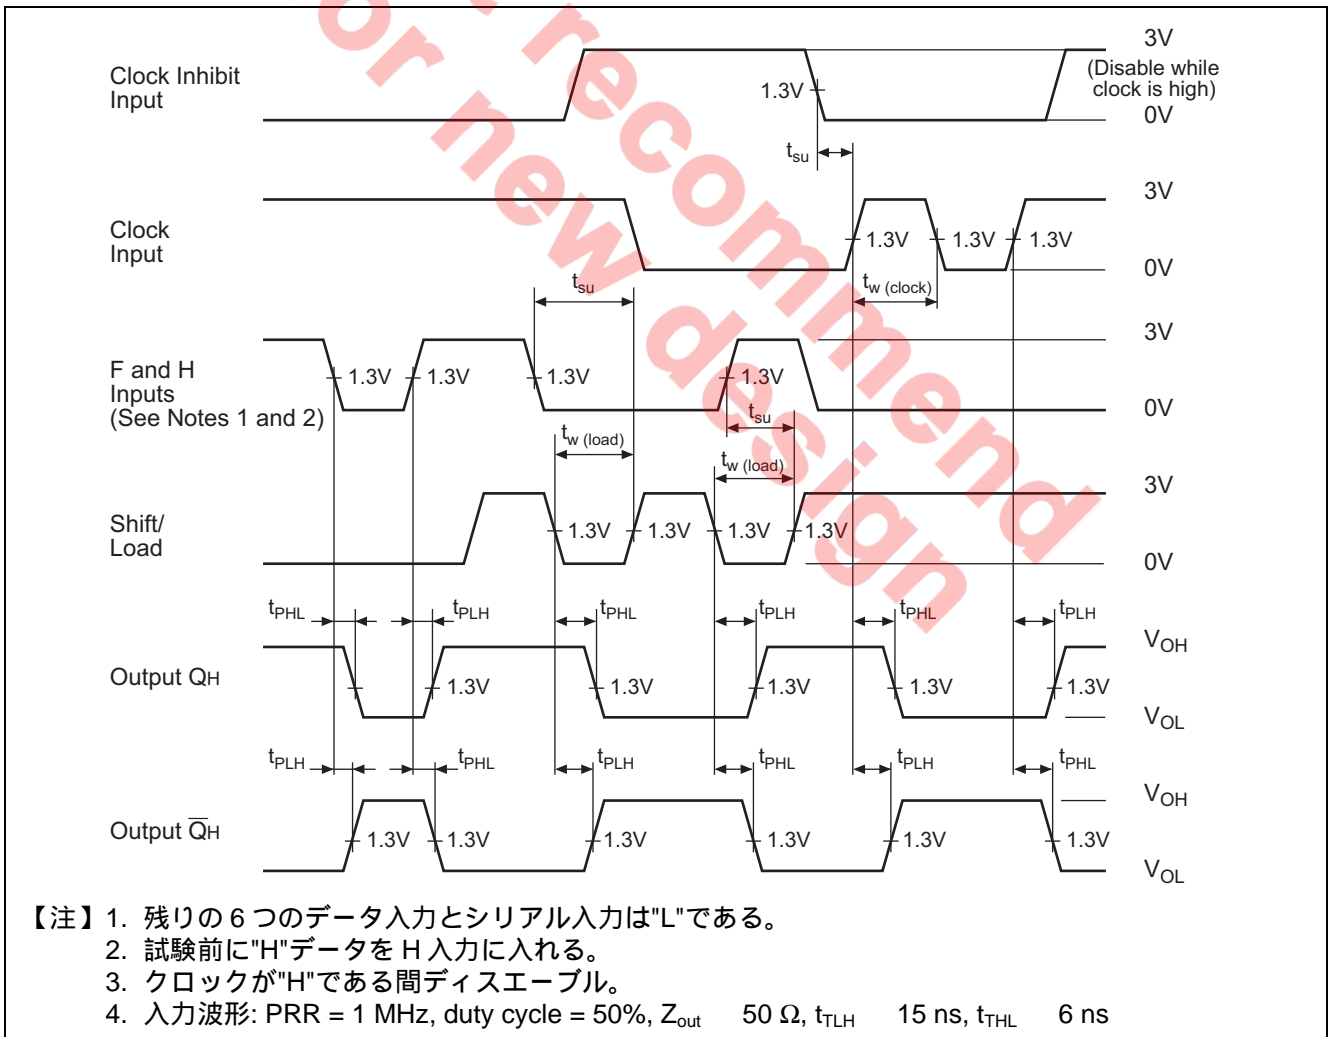 3V
Clock Inhibit
Input
1.3V
(Disable while
clock is high)
0V
tsu
3V
Clock
Input
1.3V 1.3V 1.3V
0V
tsu
tw (clock)
3V
F and H
Inputs
(See Notes 1 and 2)
1.3V 1.3V 1.3V 1.3V
0V
tsu
tw (load) tw (load)
3V
Shift/
Load
1.3V 1.3V 1.3V 1.3V
0V
tPHL tPLH tPHL tPLH tPHL tPLH
VOH
Output QH
1.3V 1.3V 1.3V 1.3V 1.3V
VOL
tPLH tPHL tPLH tPHL tPLH tPHL
VOH
Output Q̅H
1.3V 1.3V 1.3V 1.3V 1.3V 1.3V
VOL
【注】1. 残りの 6 つのデータ入力とシリアル入力は"L"である。
2. 試験前に"H"データを H 入力に入れる。
3. クロックが"H"である間ディスエーブル。
4. 入力波形: PRR = 1 MHz, duty cycle = 50%, Zout 50 Ω, tTLH 15 ns, tTHL 6 ns
recommend
or new design